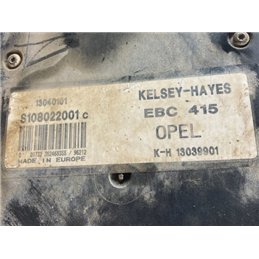 13040101
S108022001 C
MADE IN EUROPE
KELSEY-HAYES
EBC 415
OPEL
K-H 13039901